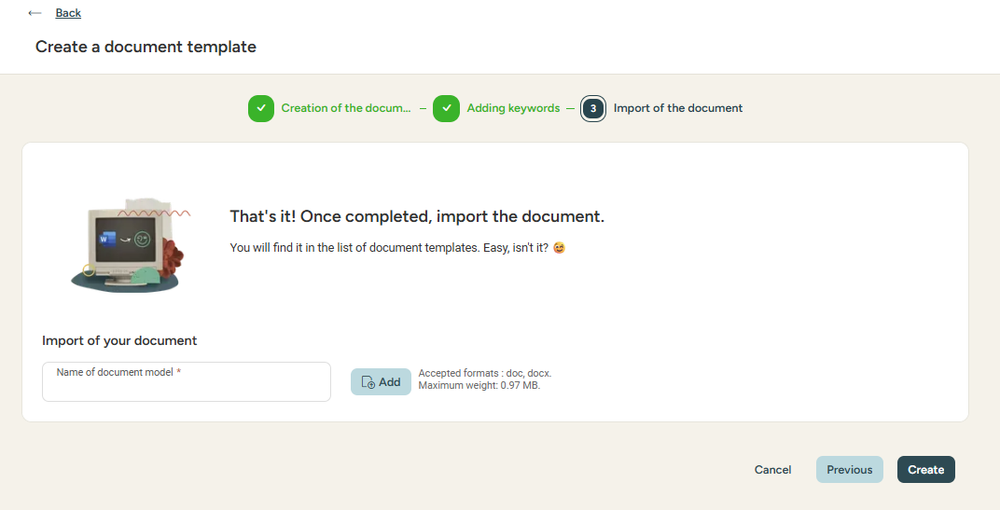 Back
Create a document template
Creation of the docum... Adding keywords 3 Import of the document
That's it! Once completed, import the document.
You will find it in the list of document templates. Easy, isn't it? 😅
Import of your document
Name of document model *
Add
Accepted formats : doc, docx.
Maximum weight: 0.97 MB.
Cancel Previous Create